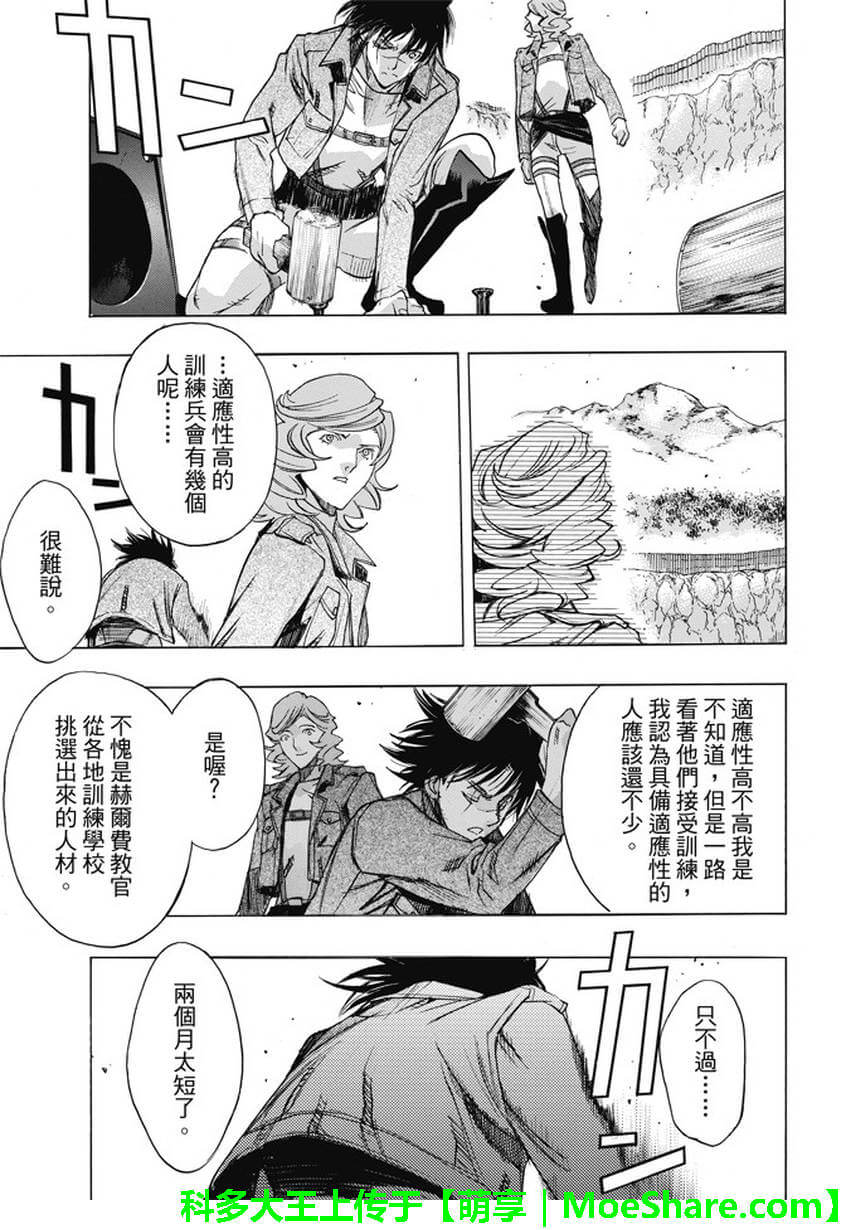 カン
…適應性高的
訓練兵會有幾個
人呢……
カン
很難說。
適應性高不高我是
不知道，但是一路
看著他們接受訓練，
我認為具備適應性的
人應該還不少。
是喔？
不愧是赫爾費教官
從各地訓練學校
挑選出來的人材。
只不過……
カン
兩個月太短了。
科多大王上传于【萌享｜MoeShare.com】